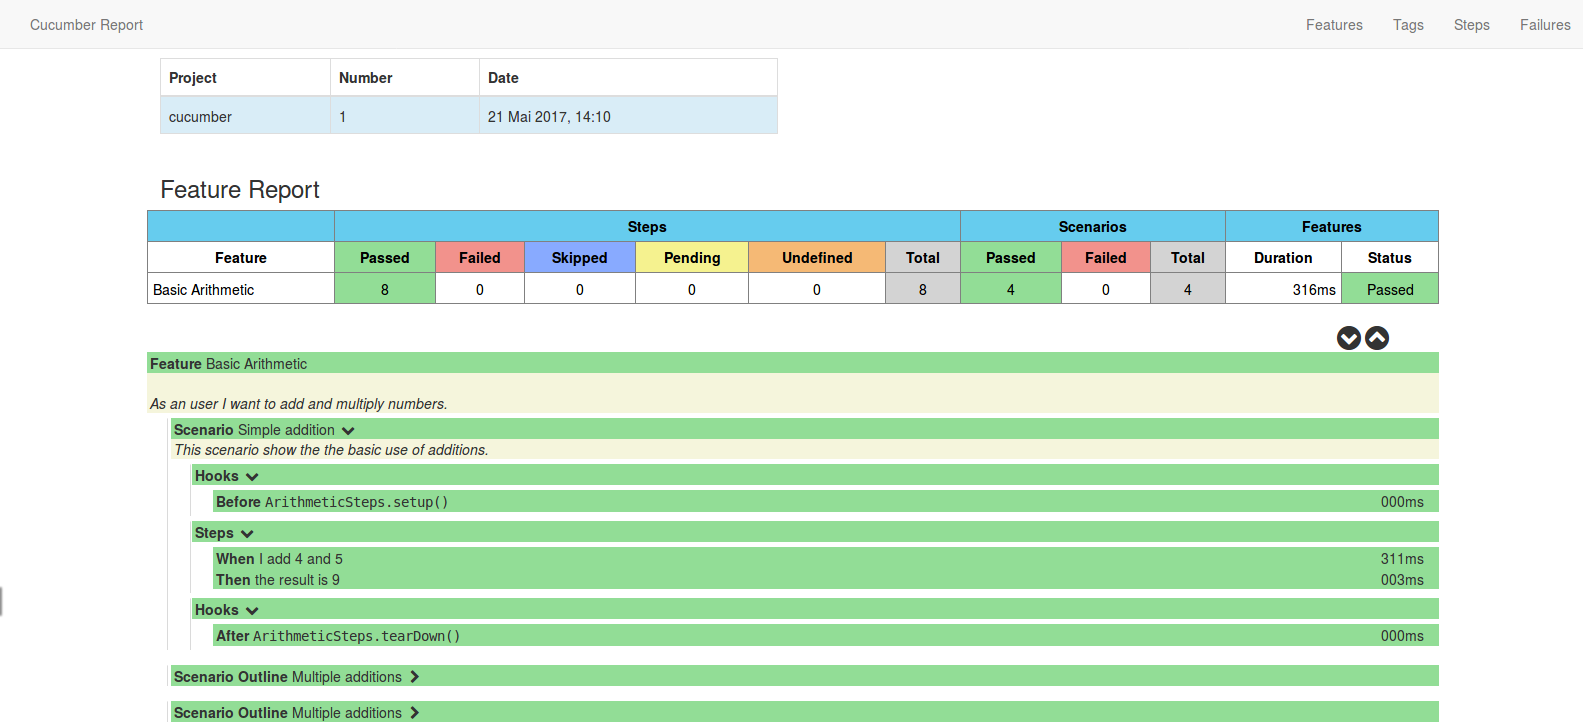 Cucumber Report Features Tags Steps Failures
Project Number Date
cucumber 1 21 Mai 2017, 14:10
Feature Report
Steps Scenarios Features
Feature Passed Failed Skipped Pending Undefined Total Passed Failed Total Duration Status
Basic Arithmetic 8 0 0 0 0 8 4 0 4 316ms Passed
Feature Basic Arithmetic
As an user I want to add and multiply numbers.
Scenario Simple addition
This scenario show the the basic use of additions.
Hooks
Before ArithmeticSteps.setup() 000ms
Steps
When I add 4 and 5 311ms
Then the result is 9 003ms
Hooks
After ArithmeticSteps.tearDown() 000ms
Scenario Outline Multiple additions
Scenario Outline Multiple additions